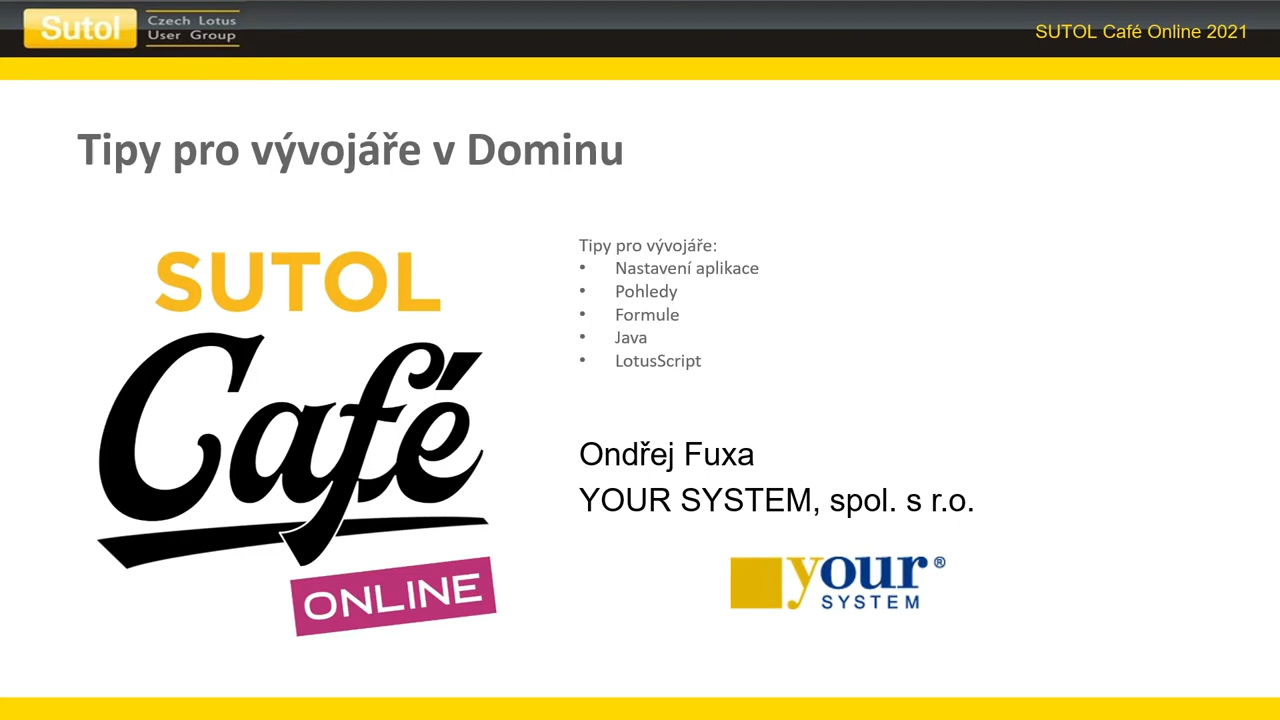 Sutol
Czech Lotus
User Group
SUTOL Café Online 2021
Tipy pro vývojáře v Dominu
SUTOL
Café
ONLINE
Tipy pro vývojáře:
• Nastavení aplikace
• Pohledy
• Formule
• Java
• LotusScript
Ondřej Fuxa
YOUR SYSTEM, spol. s r.o.
your®
SYSTEM